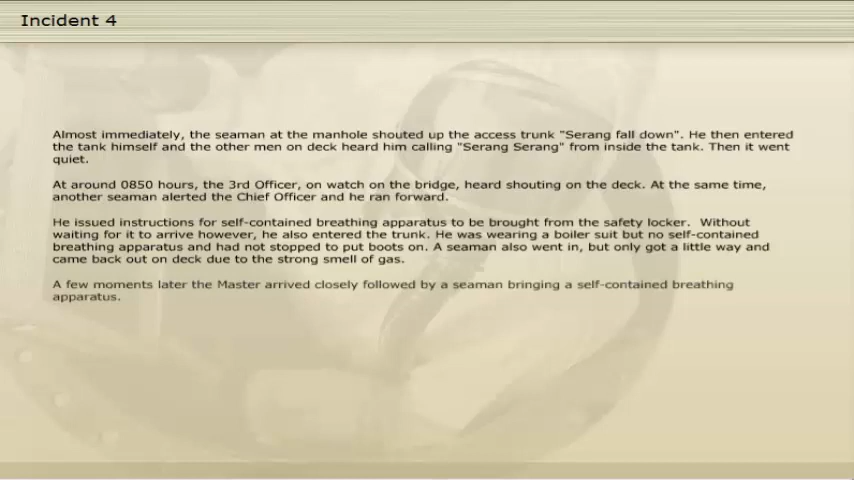 Incident 4
Almost immediately, the seaman at the manhole shouted up the access trunk "Serang fall down". He then entered
the tank himself and the other men on deck heard him calling "Serang Serang" from inside the tank. Then it went
quiet.
At around 0850 hours, the 3rd Officer, on watch on the bridge, heard shouting on the deck. At the same time,
another seaman alerted the Chief Officer and he ran forward.
He issued instructions for self-contained breathing apparatus to be brought from the safety locker. Without
waiting for it to arrive however, he also entered the trunk. He was wearing a boiler suit but no self-contained
breathing apparatus and had not stopped to put boots on. A seaman also went in, but only got a little way and
came back out on deck due to the strong smell of gas.
A few moments later the Master arrived closely followed by a seaman bringing a self-contained breathing
apparatus.